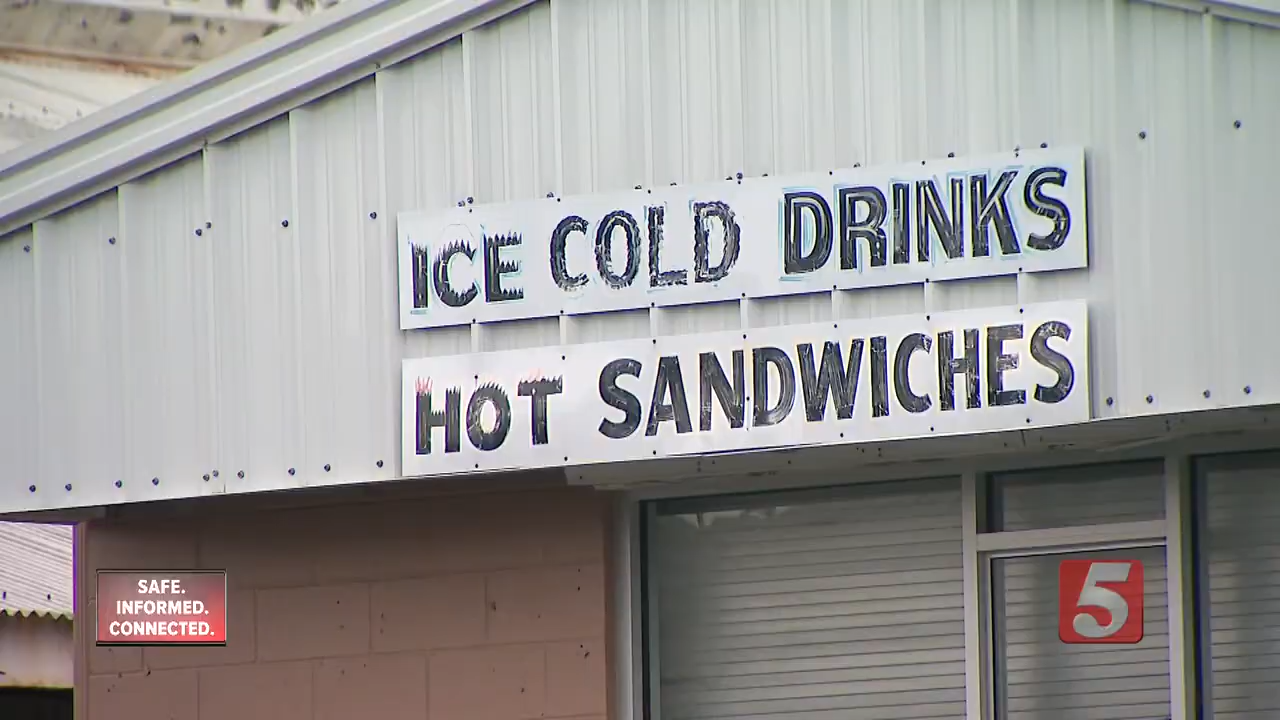 ICE COLD DRINKS
HOT SANDWICHES
SAFE.
INFORMED.
CONNECTED.
5